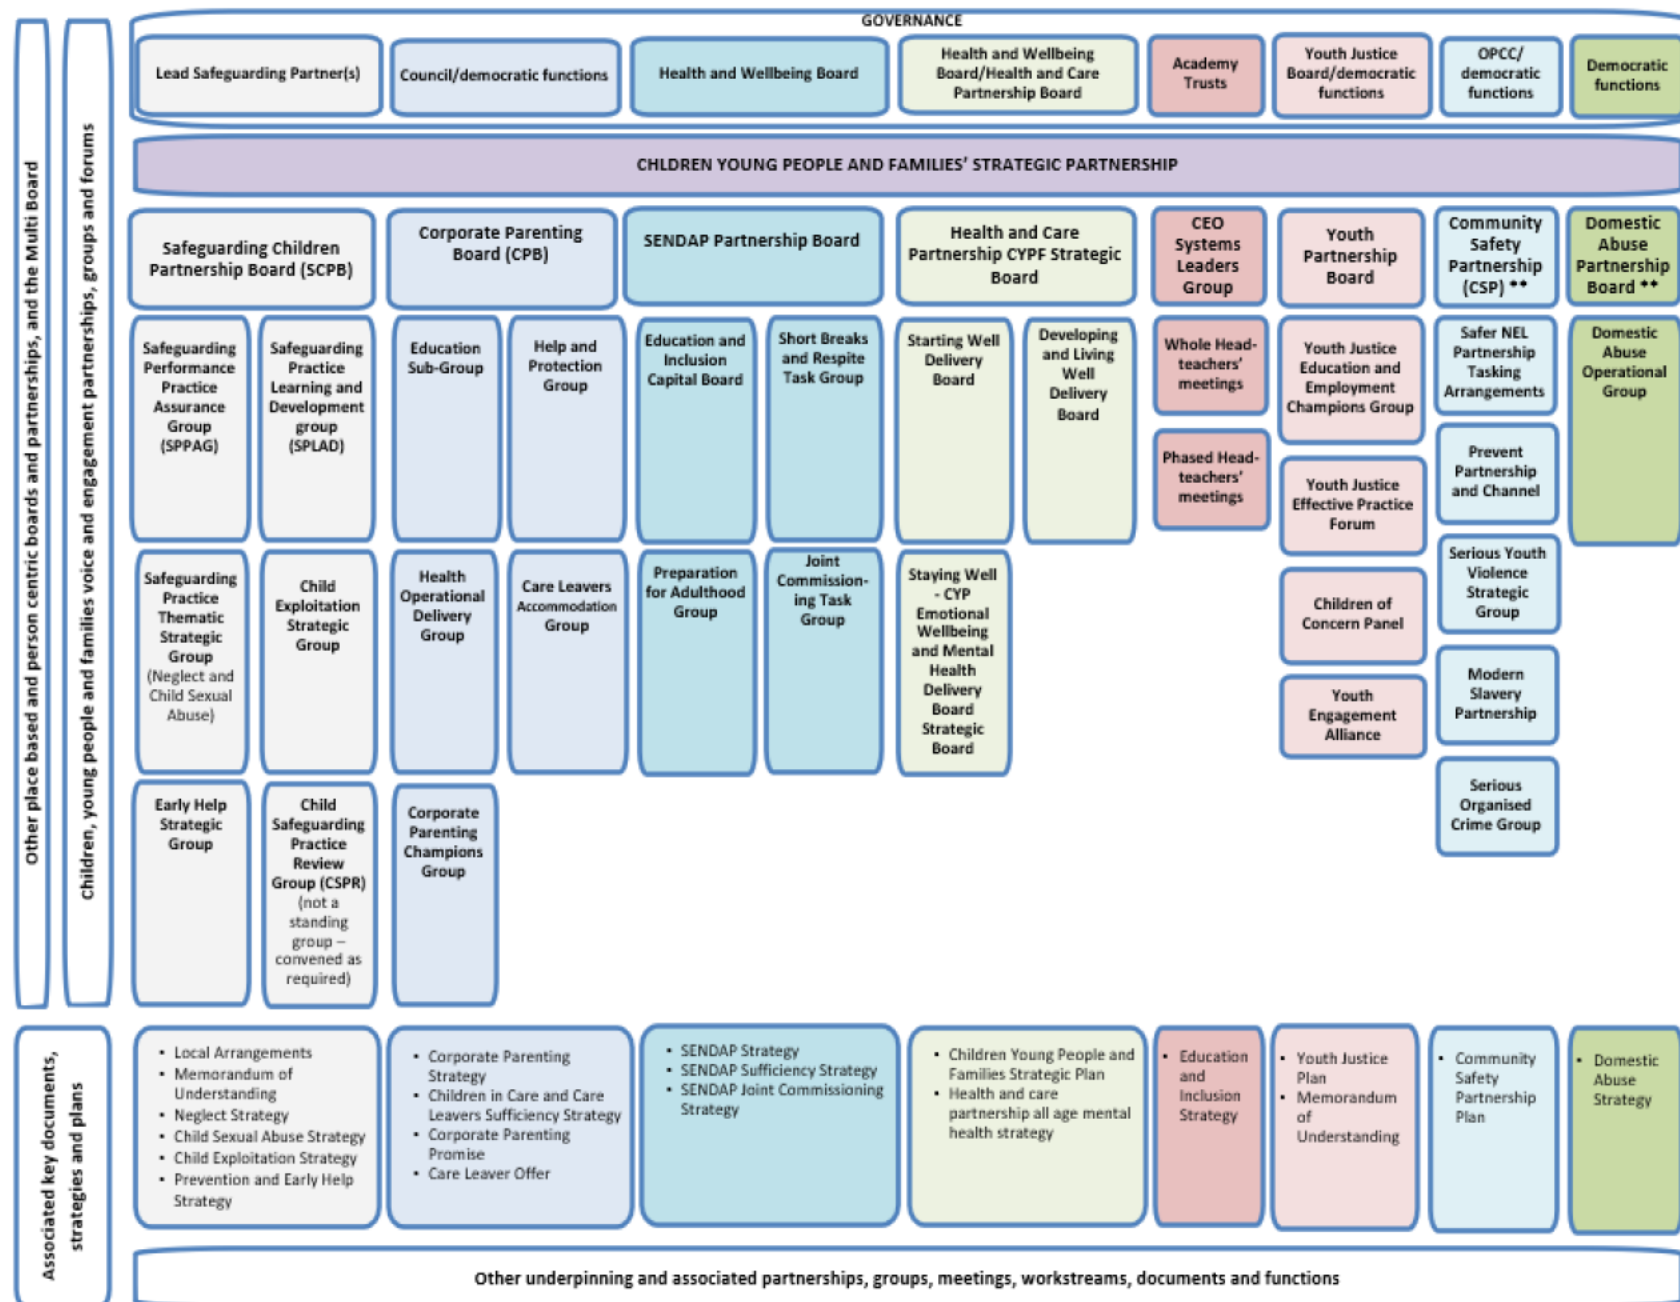 GOVERNANCE
Lead Safeguarding Partner(s)
Council/democratic functions
Health and Wellbeing Board
Health and Wellbeing
Board/Health and Care
Partnership Board
Academy
Trusts
Youth Justice
Board/democratic
functions
OPCC/
democratic
functions
Democratic
functions
CHLDREN YOUNG PEOPLE AND FAMILIES' STRATEGIC PARTNERSHIP
Other place based and person centric boards and partnerships, and the Multi Board
Children, young people and families voice and engagement partnerships, groups and forums
Safeguarding Children
Partnership Board (SCPB)
Corporate Parenting
Board (CPB)
SENDAP Partnership Board
Health and Care
Partnership CYPF Strategic
Board
CEO
Systems
Leaders
Group
Youth
Partnership
Board
Community
Safety
Partnership
(CSP) **
Domestic
Abuse
Partnership
Board **
Safeguarding
Performance
Practice
Assurance
Group
(SPPAG)
Safeguarding
Practice
Learning and
Development
group
(SPLAD)
Education
Sub-Group
Help and
Protection
Group
Education and
Inclusion
Capital Board
Short Breaks
and Respite
Task Group
Starting Well
Delivery
Board
Developing
and Living
Well
Delivery
Board
Whole Head-
teachers'
meetings
Phased Head-
teachers'
meetings
Youth Justice
Education and
Employment
Champions Group
Youth Justice
Effective Practice
Forum
Children of
Concern Panel
Youth
Engagement
Alliance
Safer NEL
Partnership
Tasking
Arrangements
Prevent
Partnership
and Channel
Serious Youth
Violence
Strategic
Group
Modern
Slavery
Partnership
Serious
Organised
Crime Group
Domestic
Abuse
Operational
Group
Safeguarding
Practice
Thematic
Strategic
Group
(Neglect and
Child Sexual
Abuse)
Child
Exploitation
Strategic
Group
Health
Operational
Delivery
Group
Care Leavers
Accommodation
Group
Preparation
for Adulthood
Group
Joint
Commission-
ing Task
Group
Staying Well
- CYP
Emotional
Wellbeing
and Mental
Health
Delivery
Board
Strategic
Board
Early Help
Strategic
Group
Child
Safeguarding
Practice
Review
Group (CSPR)
(not a
standing
group –
convened as
required)
Corporate
Parenting
Champions
Group
Associated key documents,
strategies and plans
▪ Local Arrangements
▪ Memorandum of
Understanding
▪ Neglect Strategy
▪ Child Sexual Abuse Strategy
▪ Child Exploitation Strategy
▪ Prevention and Early Help
Strategy
▪ Corporate Parenting
Strategy
▪ Children in Care and Care
Leavers Sufficiency Strategy
▪ Corporate Parenting
Promise
▪ Care Leaver Offer
▪ SENDAP Strategy
▪ SENDAP Sufficiency Strategy
▪ SENDAP Joint Commissioning
Strategy
▪ Children Young People and
Families Strategic Plan
▪ Health and care
partnership all age mental
health strategy
▪ Education
and
Inclusion
Strategy
▪ Youth Justice
Plan
▪ Memorandum
of
Understanding
▪ Community
Safety
Partnership
Plan
▪ Domestic
Abuse
Strategy
Other underpinning and associated partnerships, groups, meetings, workstreams, documents and functions